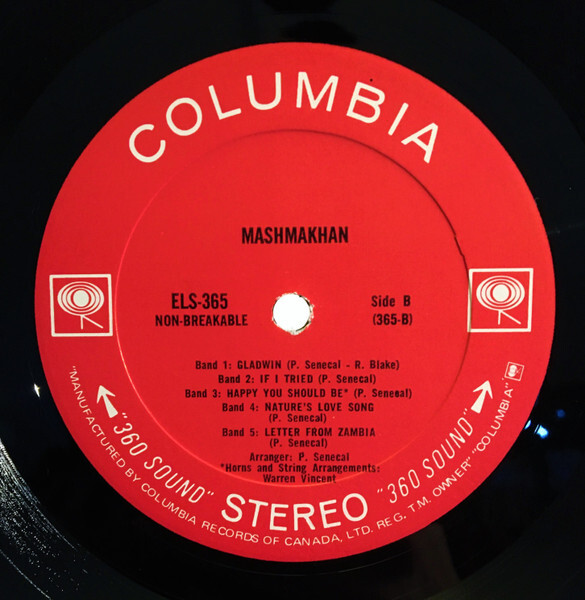 COLUMBIA
MASHMAKHAN
ELS-365
NON-BREAKABLE
Side B
(365-B)
Band 1: GLADWIN (P. Senecal - R. Blake)
Band 2: IF I TRIED (P. Senecal)
Band 3: HAPPY YOU SHOULD BE* (P. Senecal)
Band 4: NATURE'S LOVE SONG
(P. Senecal)
Band 5: LETTER FROM ZAMBIA
(P. Senecal)
Arranger: P. Senecal
*Horns and String Arrangements:
Warren Vincent
"360 SOUND" STEREO "360 SOUND"
"MANUFACTURED BY COLUMBIA RECORDS OF CANADA, LTD. REG. T.M. OWNER" "COLUMBIA"